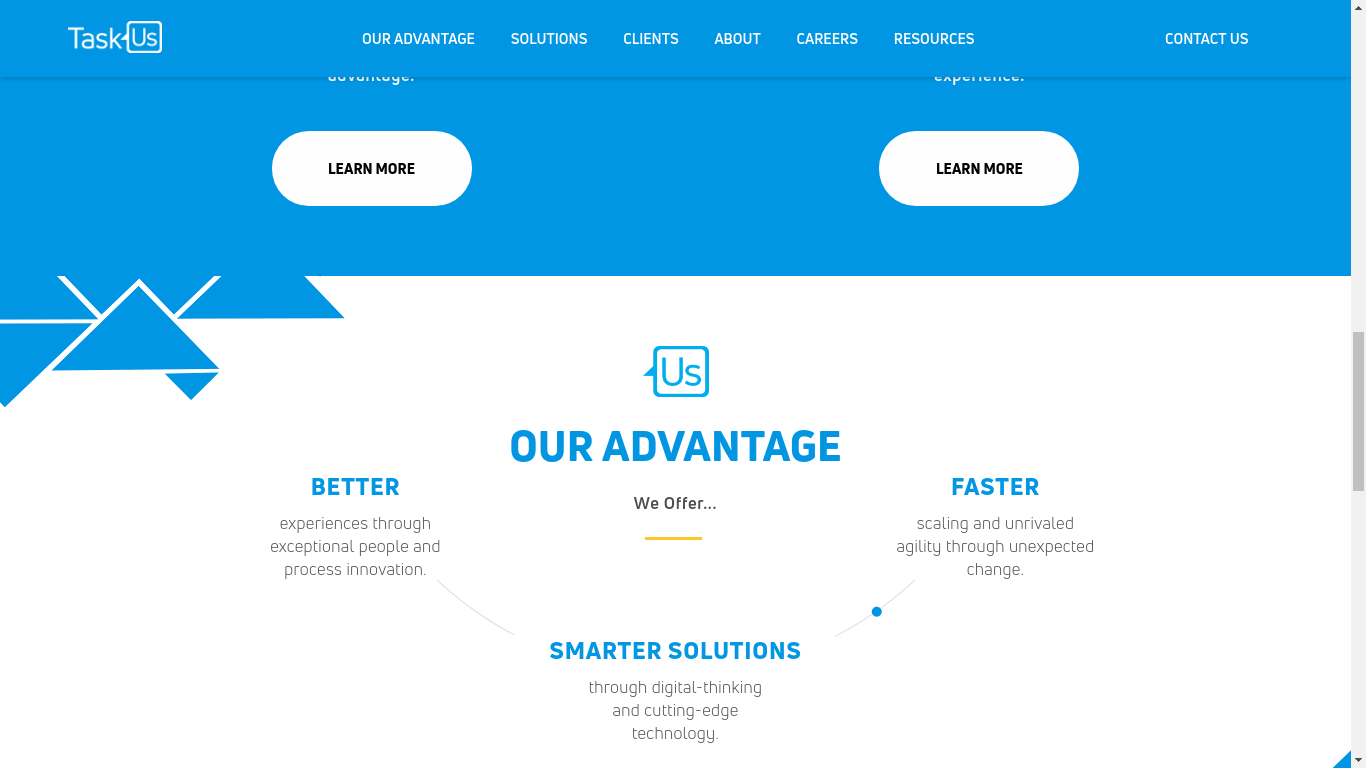 TaskUs
OUR ADVANTAGE SOLUTIONS CLIENTS ABOUT CAREERS RESOURCES CONTACT US
advantage. experience.
LEARN MORE LEARN MORE
Us
OUR ADVANTAGE
We Offer...
BETTER
experiences through
exceptional people and
process innovation.
FASTER
scaling and unrivaled
agility through unexpected
change.
SMARTER SOLUTIONS
through digital-thinking
and cutting-edge
technology.